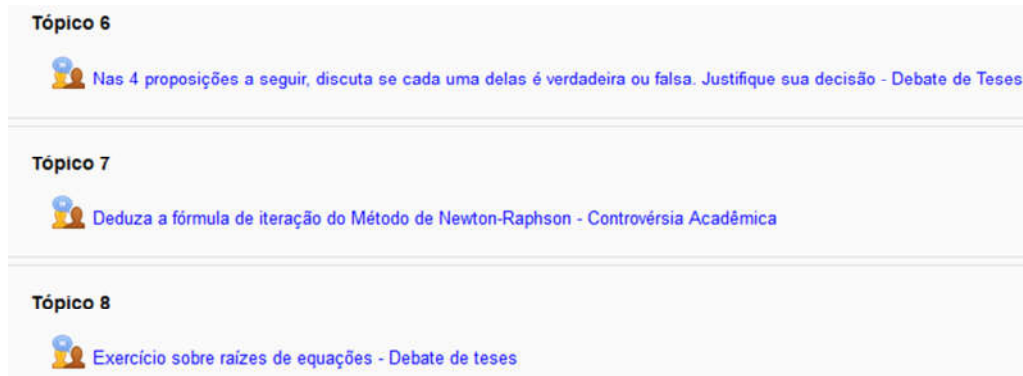 Tópico 6
Nas 4 proposições a seguir, discuta se cada uma delas é verdadeira ou falsa. Justifique sua decisão - Debate de Teses
Tópico 7
Deduza a fórmula de iteração do Método de Newton-Raphson - Controvérsia Acadêmica
Tópico 8
Exercício sobre raízes de equações - Debate de teses